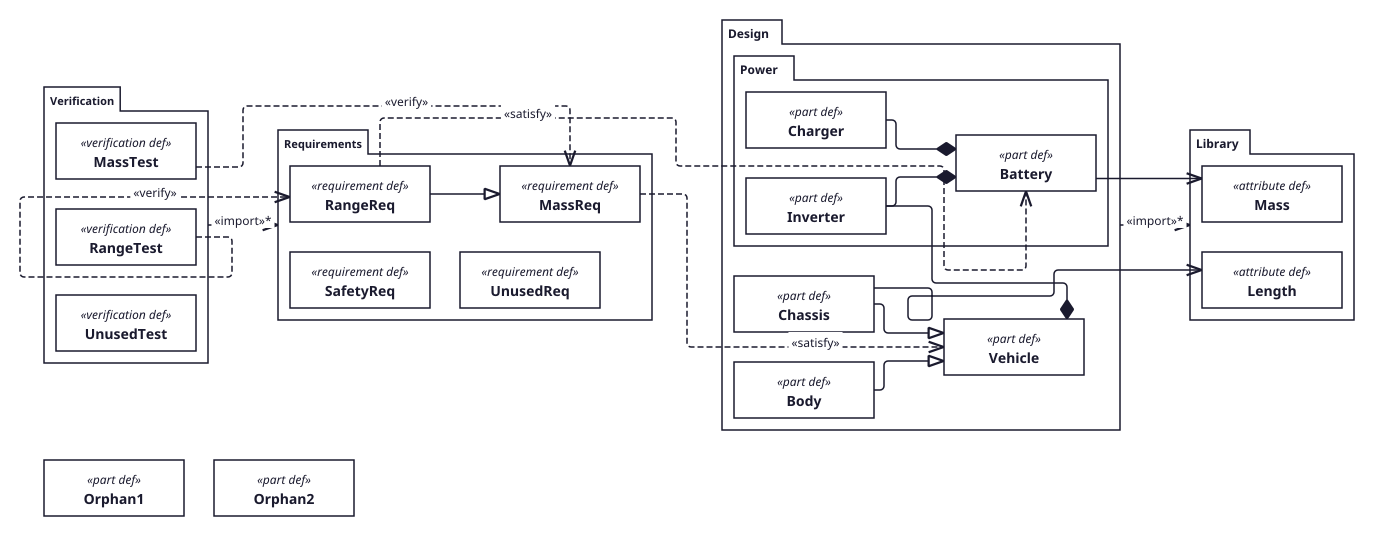 Verification
«verification def»
MassTest
«verification def»
RangeTest
«verification def»
UnusedTest
«verify»
«verify»
«satisfy»
«import»*
Requirements
«requirement def»
RangeReq
«requirement def»
MassReq
«requirement def»
SafetyReq
«requirement def»
UnusedReq
Design
Power
«part def»
Charger
«part def»
Battery
«part def»
Inverter
«part def»
Chassis
«satisfy»
«part def»
Vehicle
«part def»
Body
«import»*
Library
«attribute def»
Mass
«attribute def»
Length
«part def»
Orphan1
«part def»
Orphan2